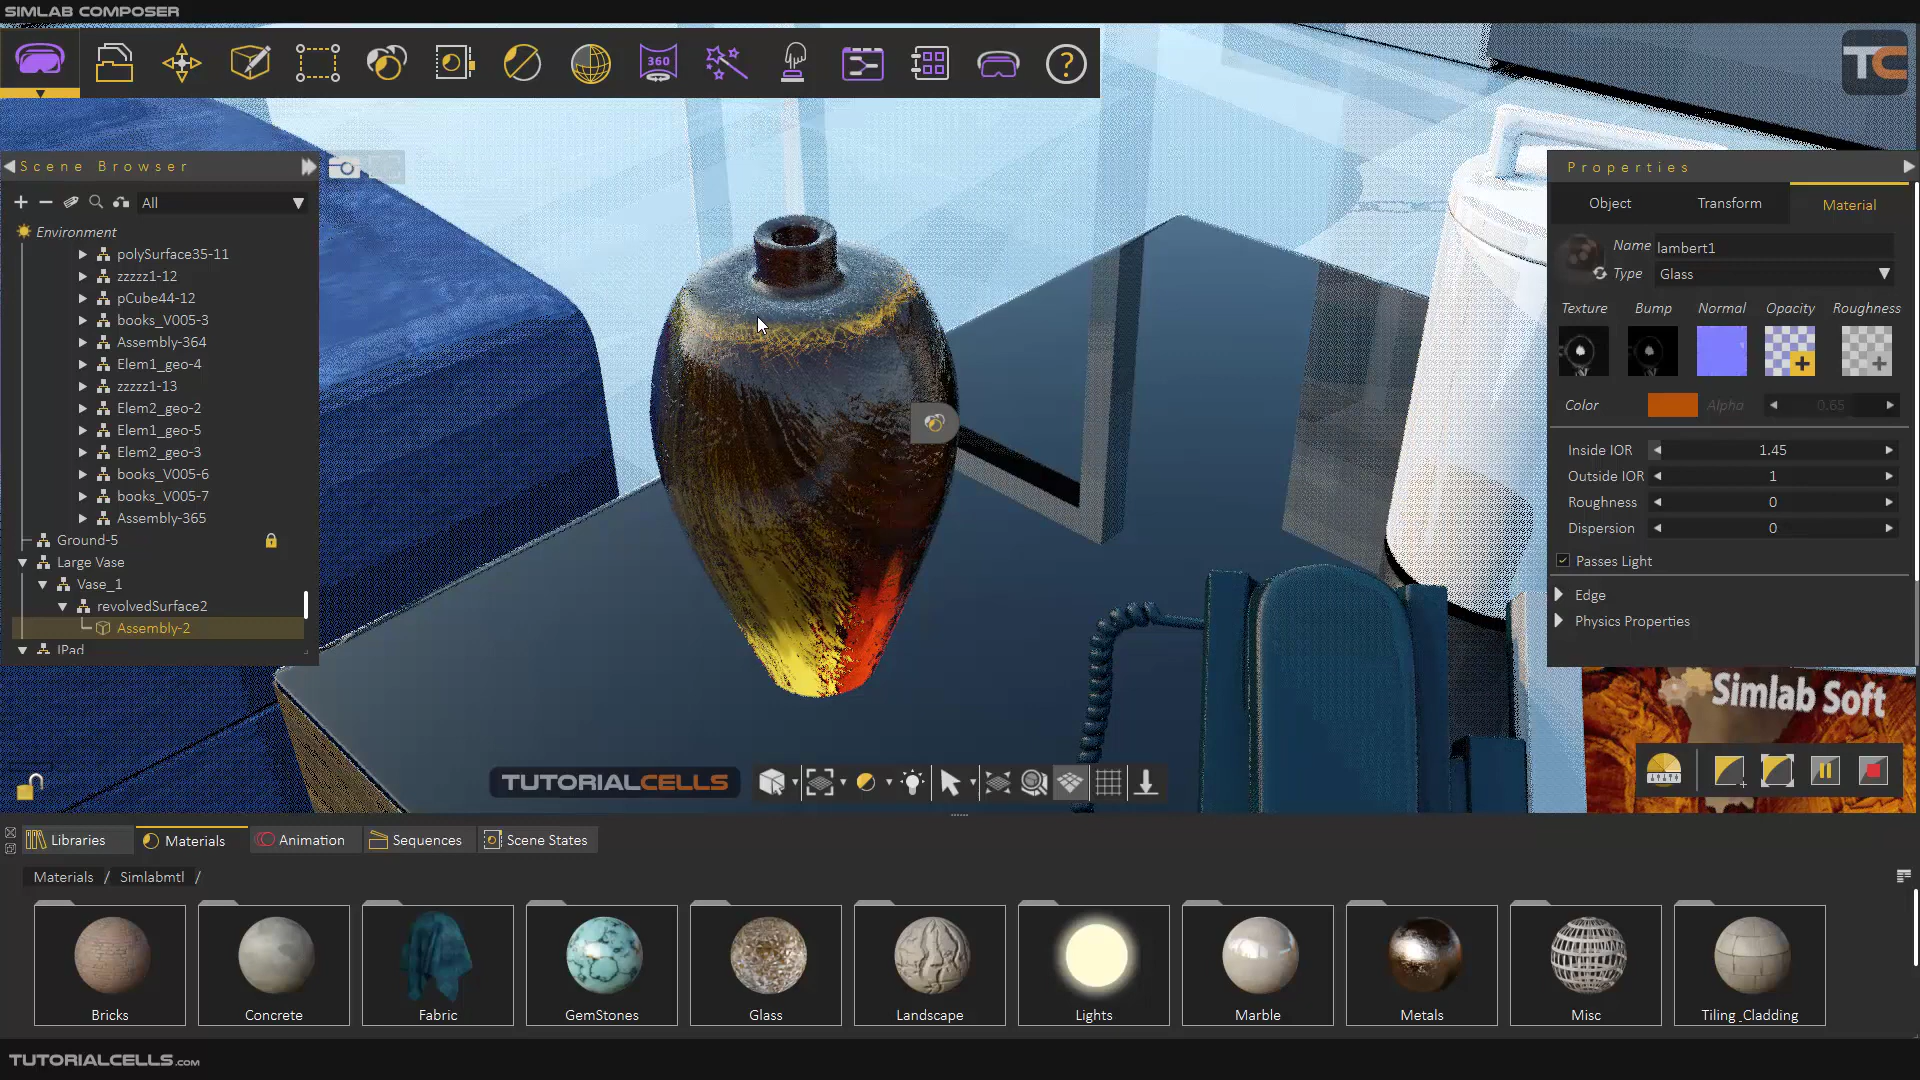 SIMLAB COMPOSER
360
?
TC
Scene Browser
All
Environment
polySurface35-11
zzzzz1-12
pCube44-12
books_V005-3
Assembly-364
Elem1_geo-4
zzzzz1-13
Elem2_geo-2
Elem1_geo-5
Elem2_geo-3
books_V005-6
books_V005-7
Assembly-365
Ground-5
Large Vase
Vase_1
revolvedSurface2
Assembly-2
IPad
Properties
Object Transform Material
Name lambert1
Type Glass
Texture Bump Normal Opacity Roughness
Color Alpha 0.65
Inside IOR 1.45
Outside IOR 1
Roughness 0
Dispersion 0
Passes Light
Edge
Physics Properties
Simlab Soft
TUTORIALCELLS
Libraries Materials Animation Sequences Scene States
Materials / Simlabmtl /
Bricks Concrete Fabric GemStones Glass Landscape Lights Marble Metals Misc Tiling_Cladding
TUTORIALCELLS.com